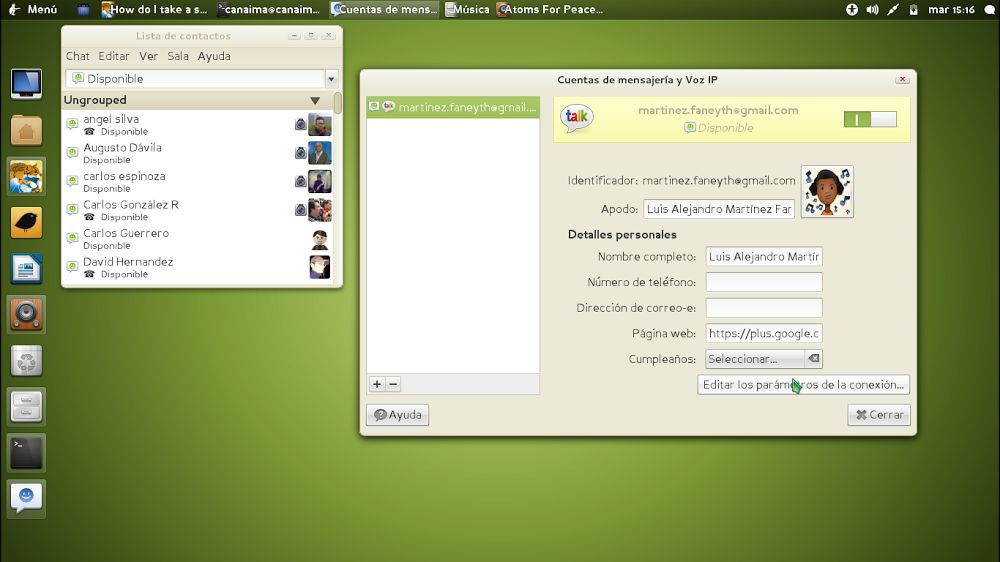 Menú
How do I take a s...
canaima@canaim...
Cuentas de mens...
Música
Atoms For Peace...
mar 15:16
Lista de contactos
Chat Editar Ver Sala Ayuda
Disponible
Ungrouped
angel silva
Disponible
Augusto Dávila
Disponible
carlos espinoza
Disponible
Carlos González R
Disponible
Carlos Guerrero
Disponible
David Hernandez
Disponible
Cuentas de mensajería y Voz IP
talk martinez.faneyth@gmail....
talk
martinez.faneyth@gmail.com
Disponible
Identificador: martinez.faneyth@gmail.com
Apodo: Luis Alejandro Martínez Far
Detalles personales
Nombre completo: Luis Alejandro Martír
Número de teléfono:
Dirección de correo-e:
Página web: https://plus.google.c
Cumpleaños: Seleccionar...
Editar los parámetros de la conexión...
+ −
Ayuda
Cerrar